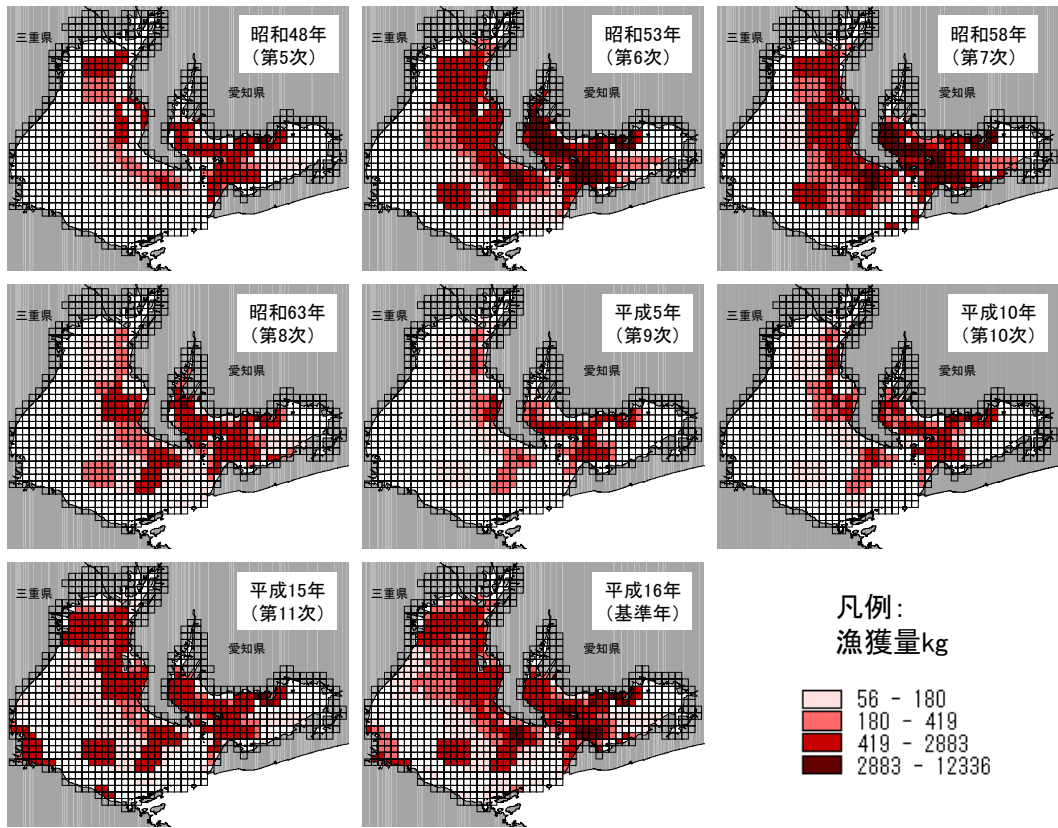 三重県
昭和48年
(第5次)
愛知県
三重県
昭和53年
(第6次)
愛知県
三重県
昭和58年
(第7次)
愛知県
三重県
昭和63年
(第8次)
愛知県
三重県
平成5年
(第9次)
愛知県
三重県
平成10年
(第10次)
愛知県
三重県
平成15年
(第11次)
愛知県
三重県
平成16年
(基準年)
愛知県
凡例:
漁獲量kg
56 - 180
180 - 419
419 - 2883
2883 - 12336